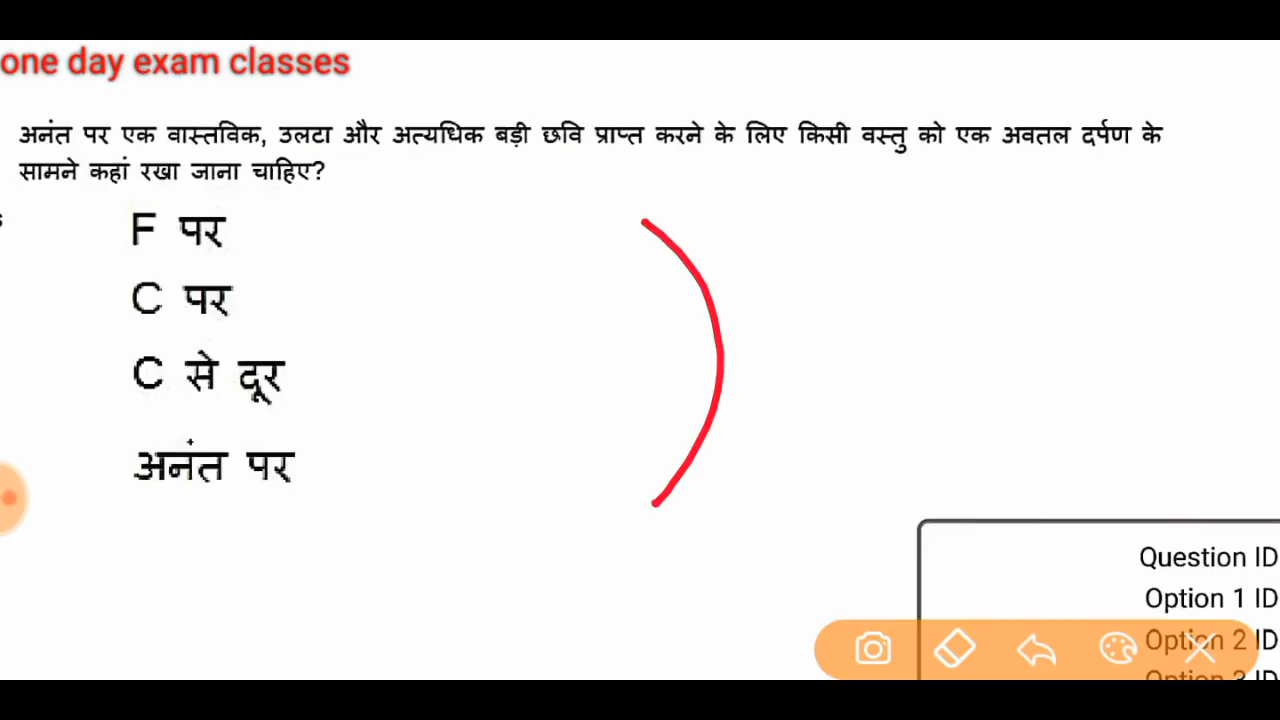 one day exam classes
अनंत पर एक वास्तविक, उलटा और अत्यधिक बड़ी छवि प्राप्त करने के लिए किसी वस्तु को एक अवतल दर्पण के
सामने कहां रखा जाना चाहिए?
F पर
C पर
C से दूर
अनंत पर
Question ID
Option 1 ID
Option 2 ID